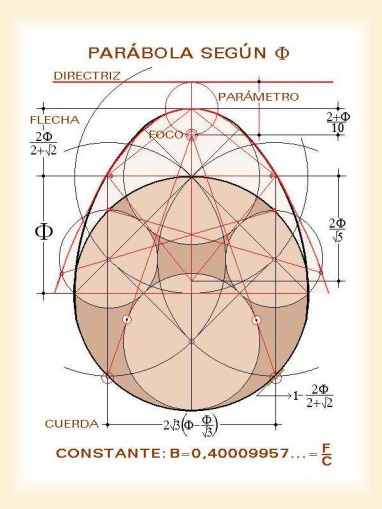 PARÁBOLA SEGÚN Φ
DIRECTRIZ
PARÁMETRO
FLECHA
2Φ/2+√2
FOCO
2+Φ/10
Φ
2Φ/√5
1-2Φ/2+√2
CUERDA
2√3(Φ-Φ/√3)
CONSTANTE: B=0,40009957...=F/C